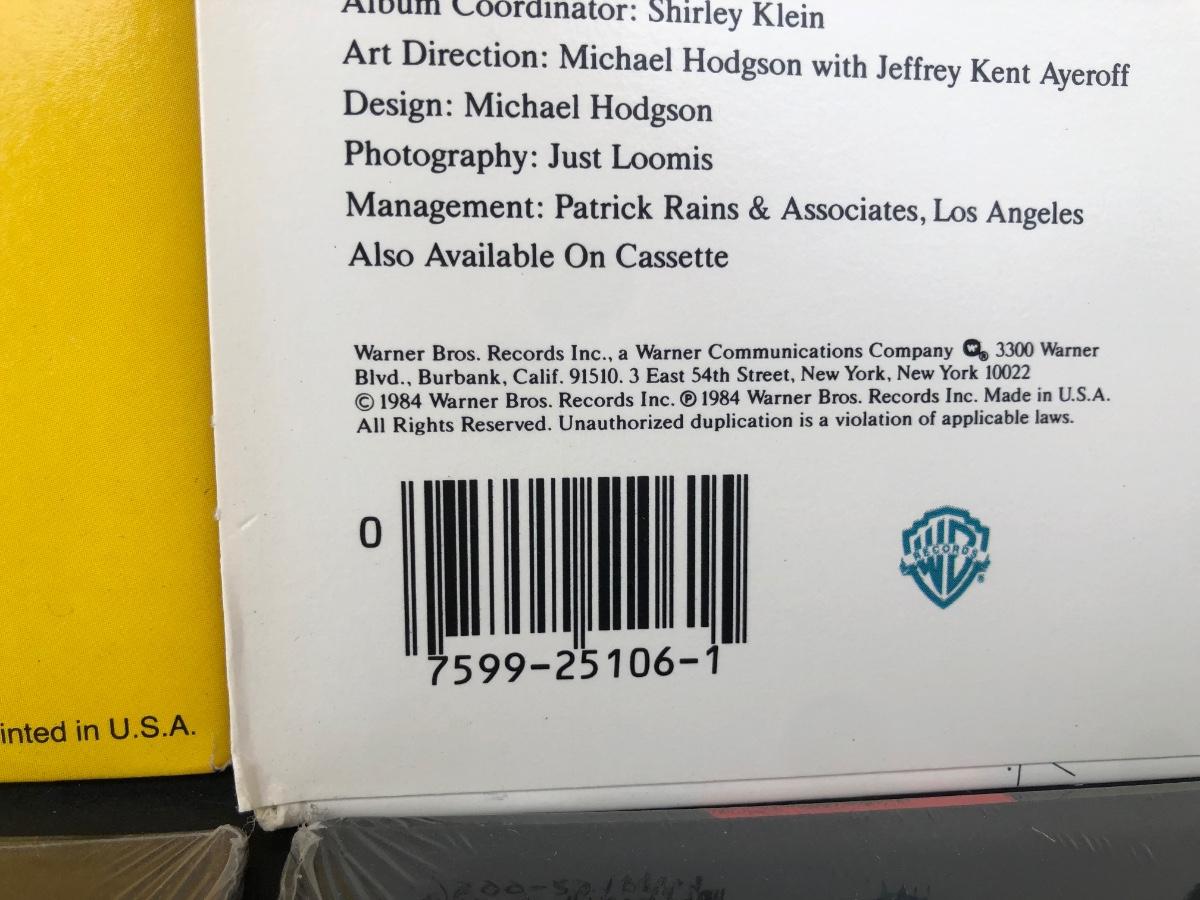 Album Coordinator: Shirley Klein
Art Direction: Michael Hodgson with Jeffrey Kent Ayeroff
Design: Michael Hodgson
Photography: Just Loomis
Management: Patrick Rains & Associates, Los Angeles
Also Available On Cassette
Warner Bros. Records Inc., a Warner Communications Company W ® 3300 Warner
Blvd., Burbank, Calif. 91510. 3 East 54th Street, New York, New York 10022
© 1984 Warner Bros. Records Inc. ℗ 1984 Warner Bros. Records Inc. Made in U.S.A.
All Rights Reserved. Unauthorized duplication is a violation of applicable laws.
0
7599-25106-1
WB RECORDS ®
inted in U.S.A.